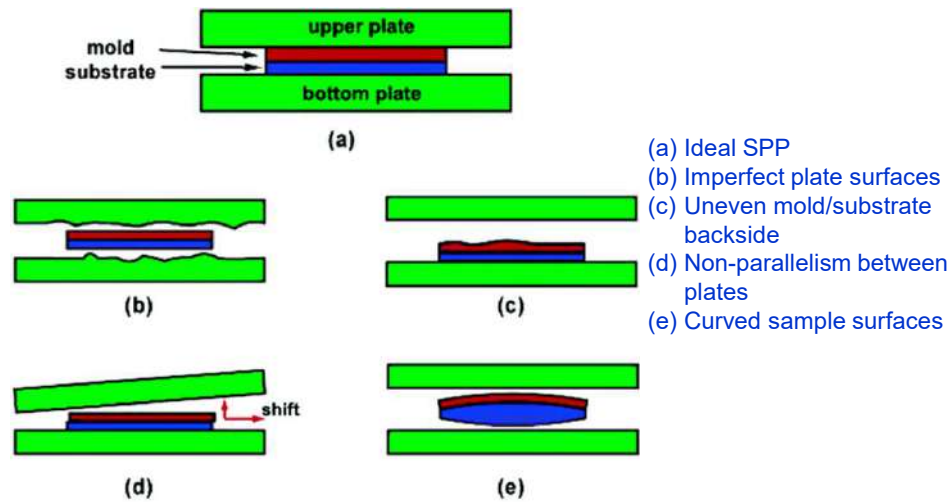 upper plate
mold
substrate
bottom plate
(a)
(a) Ideal SPP
(b) Imperfect plate surfaces
(c) Uneven mold/substrate
backside
(d) Non-parallelism between
plates
(e) Curved sample surfaces
(b)
(c)
shift
(d)
(e)